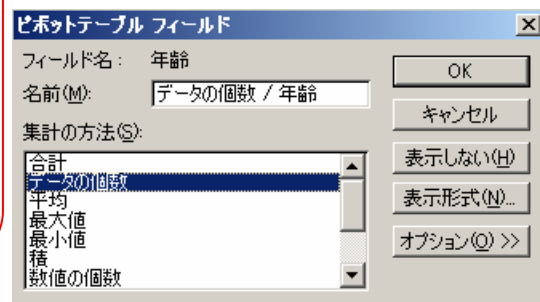 ピボットテーブル フィールド
フィールド名： 年齢
名前(M): データの個数 / 年齢
集計の方法(S):
合計
データの個数
平均
最大値
最小値
積
数値の個数
OK
キャンセル
表示しない(H)
表示形式(N)...
オプション(O) >>